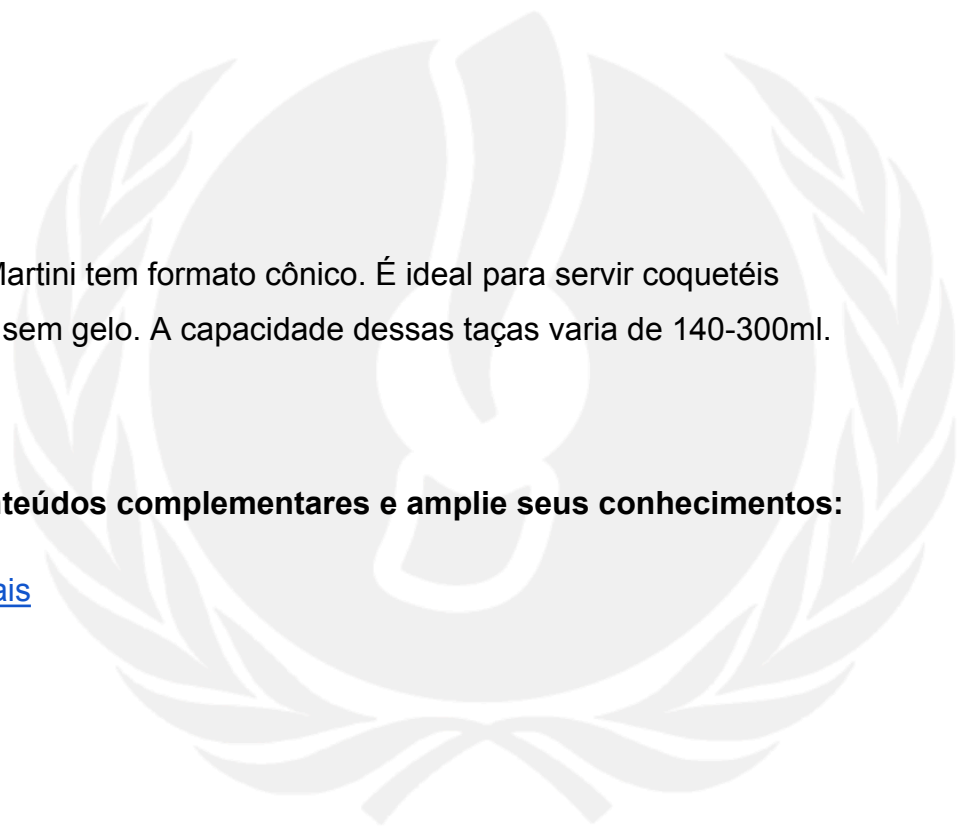 Martini tem formato cônico. É ideal para servir coquetéis
sem gelo. A capacidade dessas taças varia de 140-300ml.
nteúdos complementares e amplie seus conhecimentos:
ais